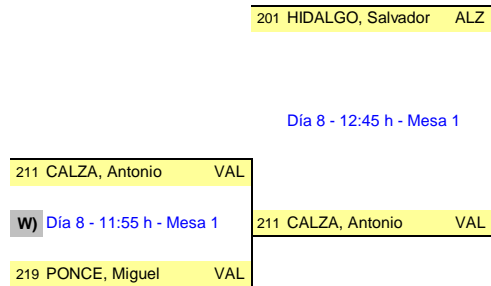 201 HIDALGO, Salvador ALZ
Día 8 - 12:45 h - Mesa 1
211 CALZA, Antonio VAL
W) Día 8 - 11:55 h - Mesa 1
211 CALZA, Antonio VAL
219 PONCE, Miguel VAL